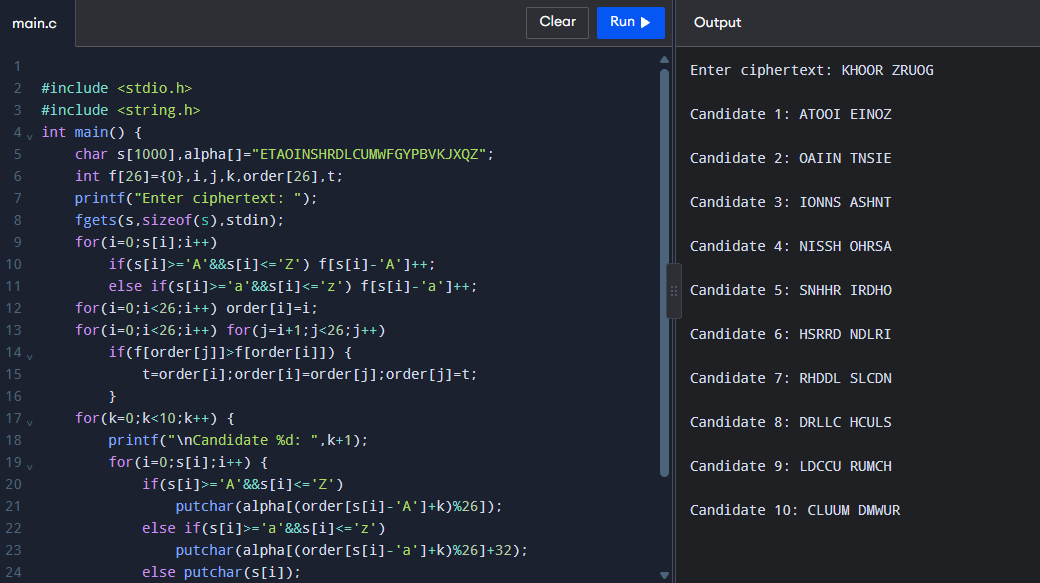 main.c
Clear
Run
Output
1
2 #include <stdio.h>
3 #include <string.h>
4 int main() {
5 char s[1000],alpha[]="ETAOINSHRDLCUMWFGYPBVKJXQZ";
6 int f[26]={0},i,j,k,order[26],t;
7 printf("Enter ciphertext: ");
8 fgets(s,sizeof(s),stdin);
9 for(i=0;s[i];i++)
10 if(s[i]>='A'&&s[i]<='Z') f[s[i]-'A']++;
11 else if(s[i]>='a'&&s[i]<='z') f[s[i]-'a']++;
12 for(i=0;i<26;i++) order[i]=i;
13 for(i=0;i<26;i++) for(j=i+1;j<26;j++)
14 if(f[order[j]]>f[order[i]]) {
15 t=order[i];order[i]=order[j];order[j]=t;
16 }
17 for(k=0;k<10;k++) {
18 printf("\nCandidate %d: ",k+1);
19 for(i=0;s[i];i++) {
20 if(s[i]>='A'&&s[i]<='Z')
21 putchar(alpha[(order[s[i]-'A']+k)%26]);
22 else if(s[i]>='a'&&s[i]<='z')
23 putchar(alpha[(order[s[i]-'a']+k)%26]+32);
24 else putchar(s[i]);
Enter ciphertext: KHOOR ZRUOG
Candidate 1: ATOOI EINOZ
Candidate 2: OAIIN TNSIE
Candidate 3: IONNS ASHNT
Candidate 4: NISSH OHRSA
Candidate 5: SNHHR IRDHO
Candidate 6: HSRRD NDLRI
Candidate 7: RHDDL SLCDN
Candidate 8: DRLLC HCULS
Candidate 9: LDCCU RUMCH
Candidate 10: CLUUM DMWUR